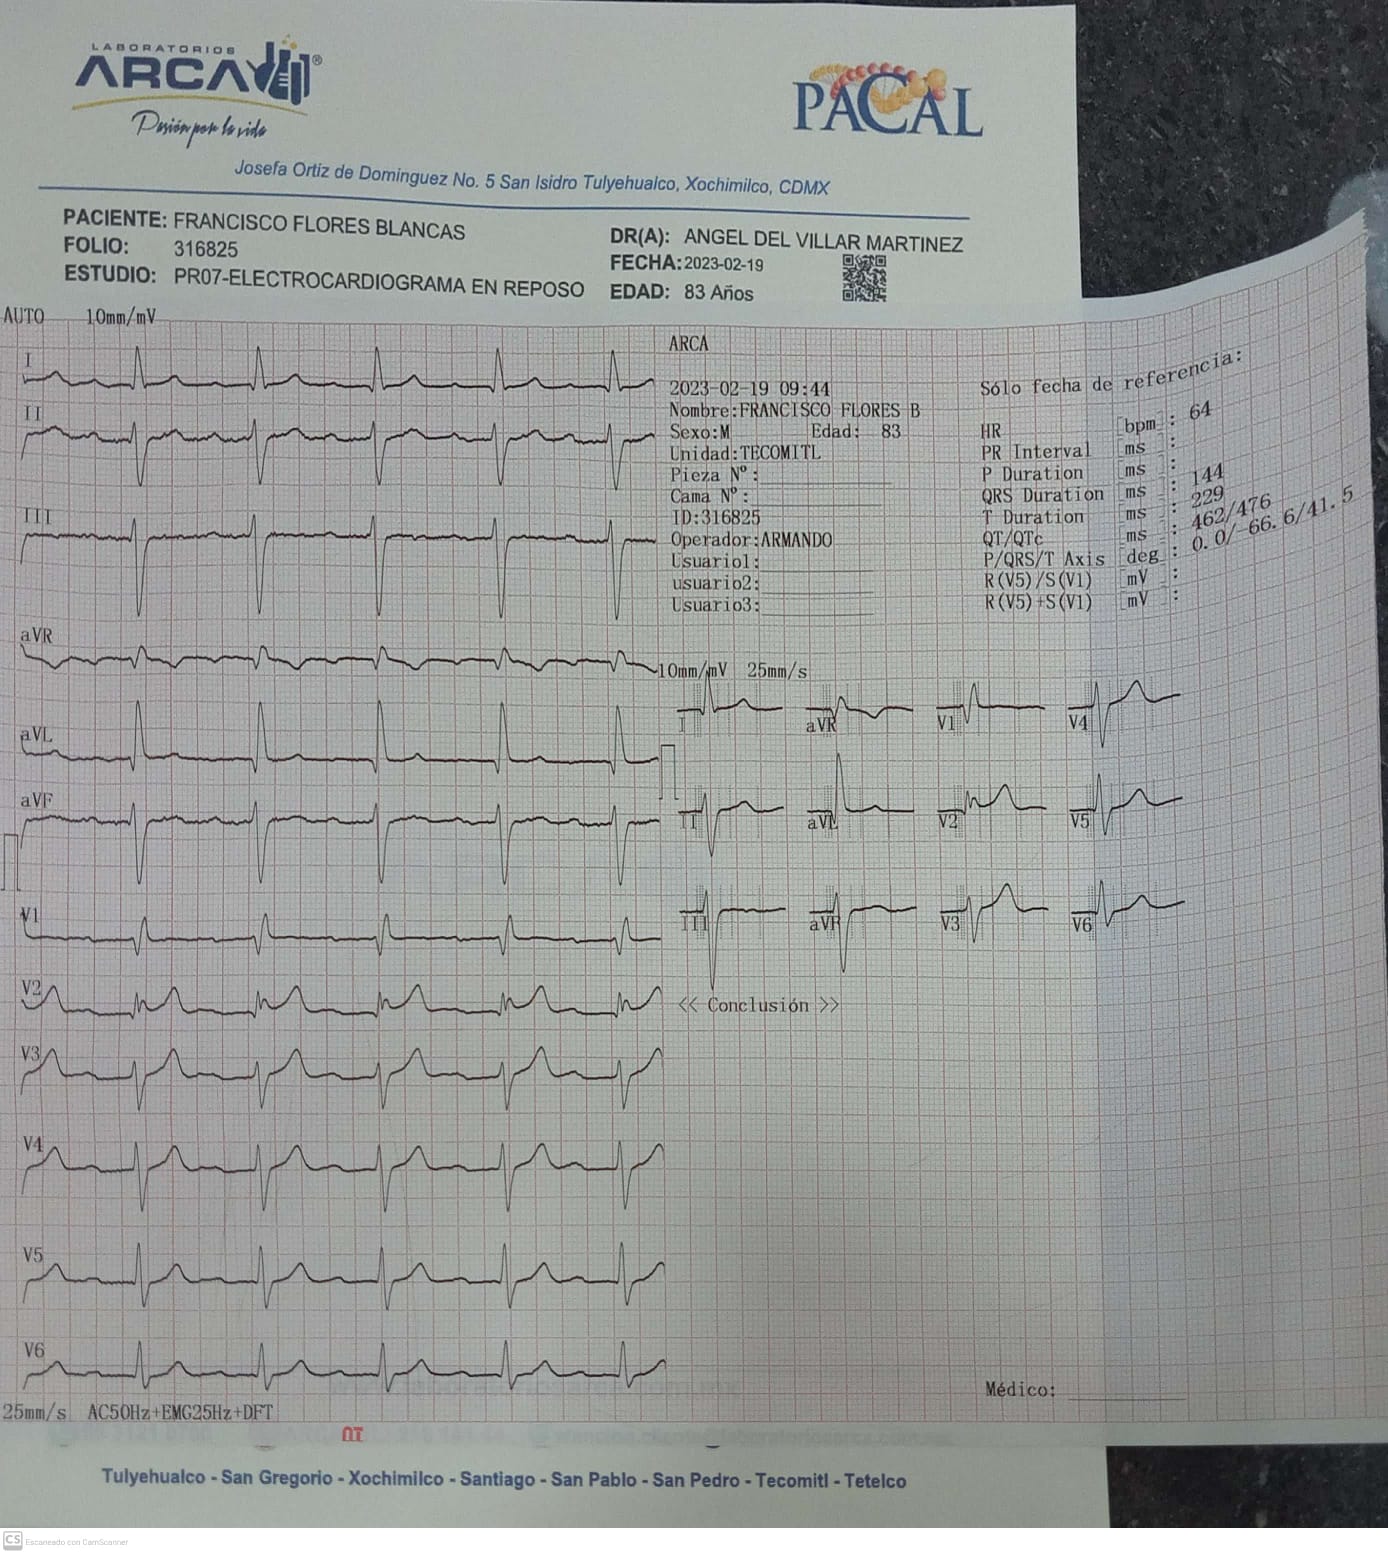 LABORATORIOS
ARCA®
Pasión por la vida
PACAL
Josefa Ortiz de Dominguez No. 5 San Isidro Tulyehualco, Xochimilco, CDMX
PACIENTE: FRANCISCO FLORES BLANCAS
FOLIO: 316825
ESTUDIO: PR07-ELECTROCARDIOGRAMA EN REPOSO
DR(A): ANGEL DEL VILLAR MARTINEZ
FECHA: 2023-02-19
EDAD: 83 Años
AUTO 10mm/mV
I
II
III
aVR
aVL
aVF
V1
V2
V3
V4
V5
V6
25mm/s AC50Hz+EMG25Hz+DFT
ARCA
2023-02-19 09:44
Nombre:FRANCISCO FLORES B
Sexo:M Edad: 83
Unidad:TECOMITL
Pieza Nº:
Cama Nº:
ID:316825
Operador:ARMANDO
Usuario1:
usuario2:
Usuario3:
Sólo fecha de referencia:
HR [bpm]: 64
PR Interval [ms]:
P Duration [ms]:
QRS Duration [ms]: 144
T Duration [ms]: 229
QT/QTc [ms]: 462/476
P/QRS/T Axis [deg]: 0.0/-66.6/41.5
R(V5)/S(V1) [mV]:
R(V5)+S(V1) [mV]:
10mm/mV 25mm/s
I aVR V1 V4
II aVL V2 V5
III aVF V3 V6
<< Conclusión >>
Médico:
Tulyehualco - San Gregorio - Xochimilco - Santiago - San Pablo - San Pedro - Tecomitl - Tetelco
CS Escaneado con CamScanner